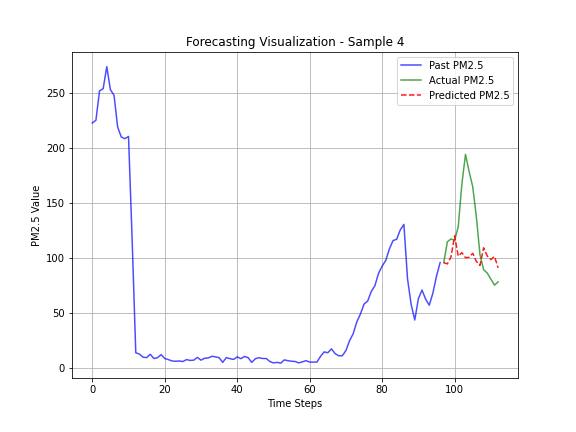 Forecasting Visualization - Sample 4
Past PM2.5
Actual PM2.5
Predicted PM2.5
PM2.5 Value
250
200
150
100
50
0
0 20 40 60 80 100
Time Steps